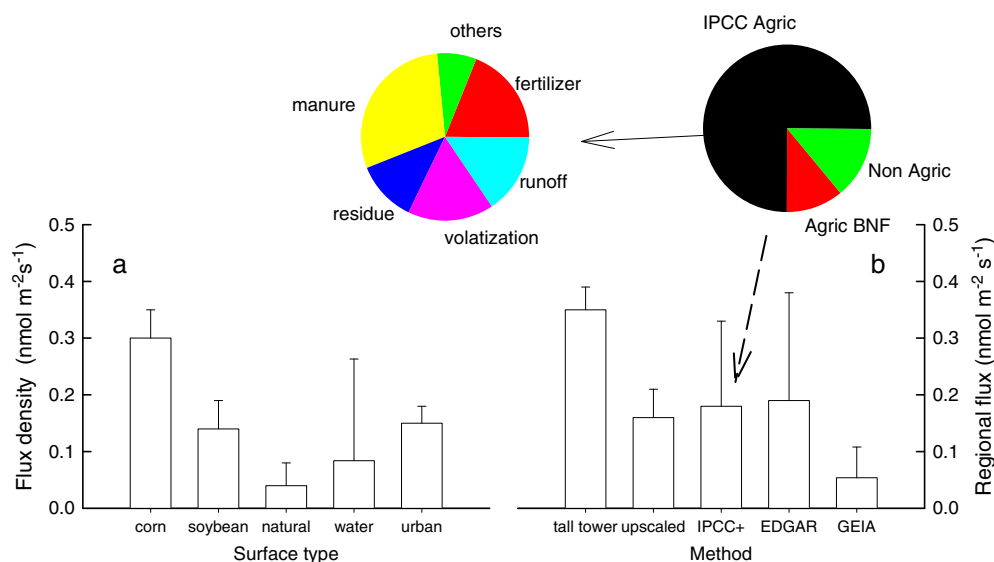 IPCC Agric
others
fertilizer
manure
Non Agric
runoff
residue
Agric BNF
volatization
0.5
0.4
0.3
0.2
0.1
0.0
Flux density (nmol m-2s-1)
a
corn soybean natural water urban
Surface type
b
0.5
0.4
0.3
0.2
0.1
0.0
Regional flux (nmol m-2 s-1)
tall tower upscaled IPCC+ EDGAR GEIA
Method